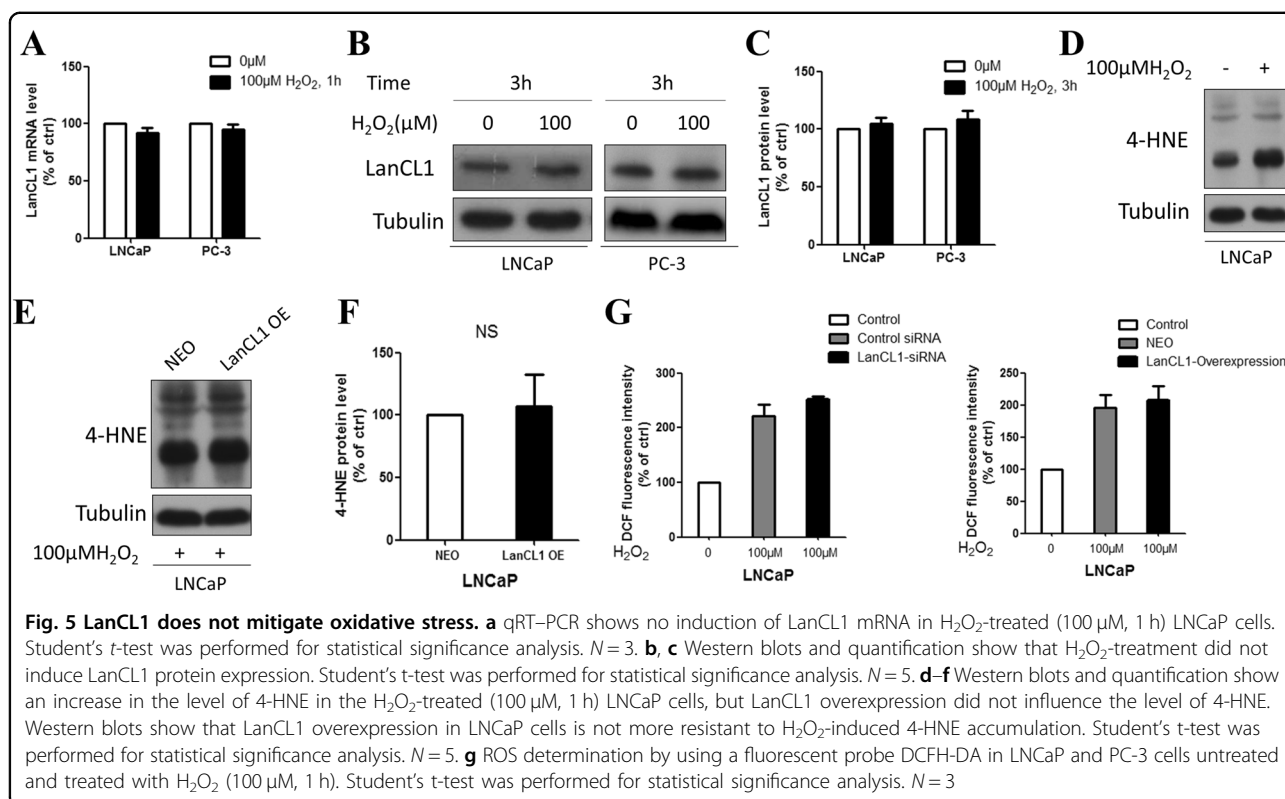 A
0µM
100µM H₂O₂, 1h
LanCL1 mRNA level
(% of ctrl)
150
100
50
0
LNCaP
PC-3
B
Time
3h
3h
H₂O₂(µM)
0
100
0
100
LanCL1
Tubulin
LNCaP
PC-3
C
0µM
100µM H₂O₂, 3h
LanCL1 protein level
(% of ctrl)
150
100
50
0
LNCaP
PC-3
D
100µMH₂O₂
-
+
4-HNE
Tubulin
LNCaP
E
NEO
LanCL1 OE
4-HNE
Tubulin
100µMH₂O₂
+
+
LNCaP
F
NS
4-HNE protein level
(% of ctrl)
150
100
50
0
NEO
LanCL1 OE
LNCaP
G
Control
Control siRNA
LanCL1-siRNA
DCF fluorescence intensity
(% of ctrl)
300
200
100
0
H₂O₂
0
100µM
100µM
LNCaP
Control
NEO
LanCL1-Overexpression
DCF fluorescence intensity
(% of ctrl)
250
200
150
100
50
0
H₂O₂
0
100µM
100µM
LNCaP
Fig. 5 LanCL1 does not mitigate oxidative stress. a qRT–PCR shows no induction of LanCL1 mRNA in H₂O₂-treated (100 µM, 1 h) LNCaP cells.
Student's t-test was performed for statistical significance analysis. N = 3. b, c Western blots and quantification show that H₂O₂-treatment did not
induce LanCL1 protein expression. Student's t-test was performed for statistical significance analysis. N = 5. d–f Western blots and quantification show
an increase in the level of 4-HNE in the H₂O₂-treated (100 µM, 1 h) LNCaP cells, but LanCL1 overexpression did not influence the level of 4-HNE.
Western blots show that LanCL1 overexpression in LNCaP cells is not more resistant to H₂O₂-induced 4-HNE accumulation. Student's t-test was
performed for statistical significance analysis. N = 5. g ROS determination by using a fluorescent probe DCFH-DA in LNCaP and PC-3 cells untreated
and treated with H₂O₂ (100 µM, 1 h). Student's t-test was performed for statistical significance analysis. N = 3